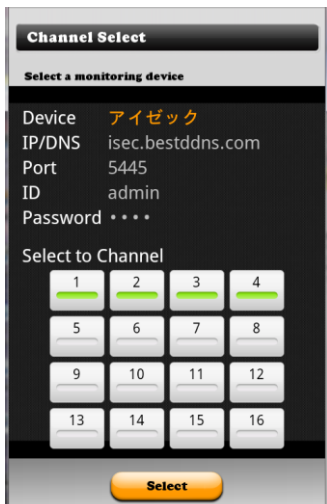 Channel Select
Select a monitoring device
Device アイゼック
IP/DNS isec.bestddns.com
Port 5445
ID admin
Password ••••
Select to Channel
1 2 3 4
5 6 7 8
9 10 11 12
13 14 15 16
Select